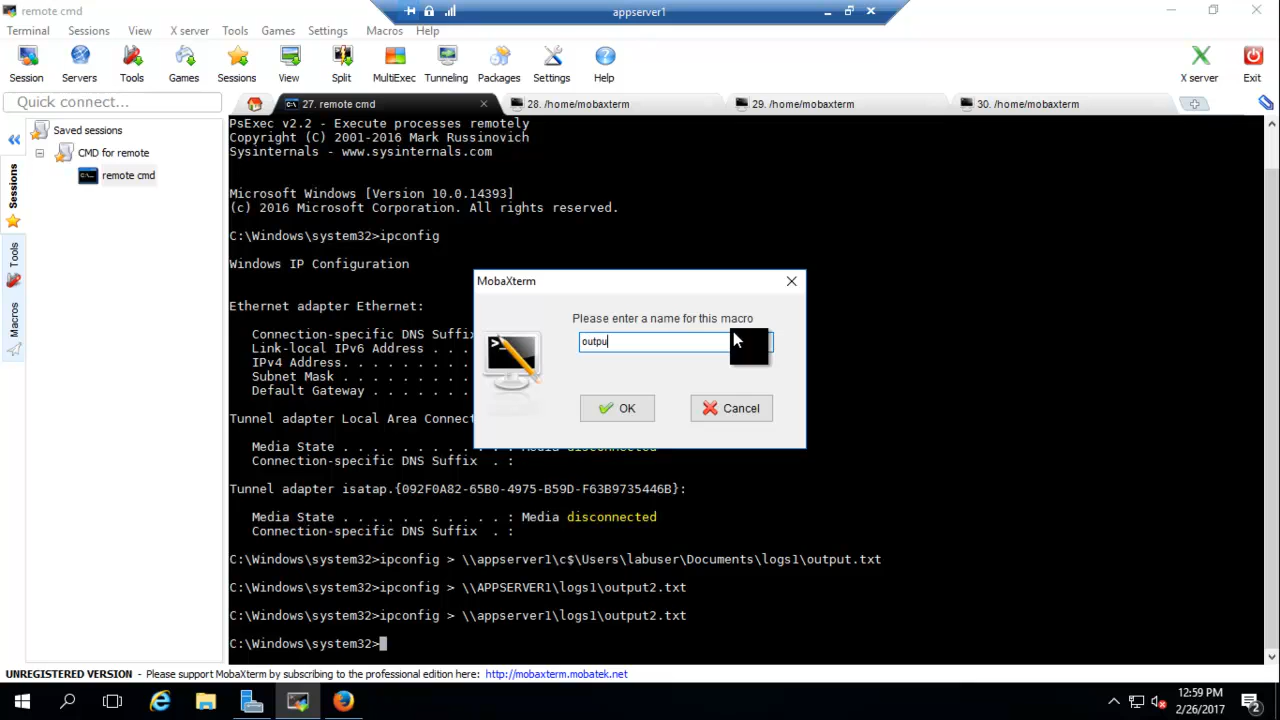 remote cmd
appserver1
Terminal Sessions View X server Tools Games Settings Macros Help
Session Servers Tools Games Sessions View Split MultiExec Tunneling Packages Settings Help X server Exit
Quick connect...
27. remote cmd
28. /home/mobaxterm
29. /home/mobaxterm
30. /home/mobaxterm
Saved sessions
CMD for remote
remote cmd
Sessions
Tools
Macros
PsExec v2.2 - Execute processes remotely
Copyright (C) 2001-2016 Mark Russinovich
Sysinternals - www.sysinternals.com
Microsoft Windows [Version 10.0.14393]
(c) 2016 Microsoft Corporation. All rights reserved.
C:\Windows\system32>ipconfig
Windows IP Configuration
Ethernet adapter Ethernet:
Connection-specific DNS Suffix
Link-local IPv6 Address . . .
IPv4 Address. . . . . . . . .
Subnet Mask . . . . . . . . .
Default Gateway . . . . . . .
Tunnel adapter Local Area Connect
Media State . . . . . . . . . . . : Media disconnected
Connection-specific DNS Suffix . :
Tunnel adapter isatap.{092F0A82-65B0-4975-B59D-F63B9735446B}:
Media State . . . . . . . . . . . : Media disconnected
Connection-specific DNS Suffix . :
C:\Windows\system32>ipconfig > \\appserver1\c$\Users\labuser\Documents\logs1\output.txt
C:\Windows\system32>ipconfig > \\APPSERVER1\logs1\output2.txt
C:\Windows\system32>ipconfig > \\appserver1\logs1\output2.txt
C:\Windows\system32>
MobaXterm
Please enter a name for this macro
outpu
OK Cancel
UNREGISTERED VERSION - Please support MobaXterm by subscribing to the professional edition here: http://mobaxterm.mobatek.net
12:59 PM
2/26/2017
2